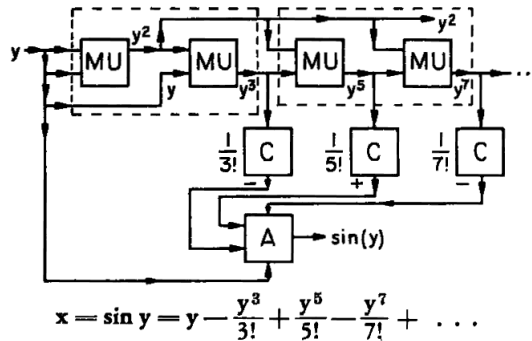 y² y²
y MU MU MU MU
y y³ y⁵ y⁷ ...
1/3! C 1/5! C 1/7! C
− + −
A sin(y)
x = sin y = y − y³/3! + y⁵/5! − y⁷/7! + . . .